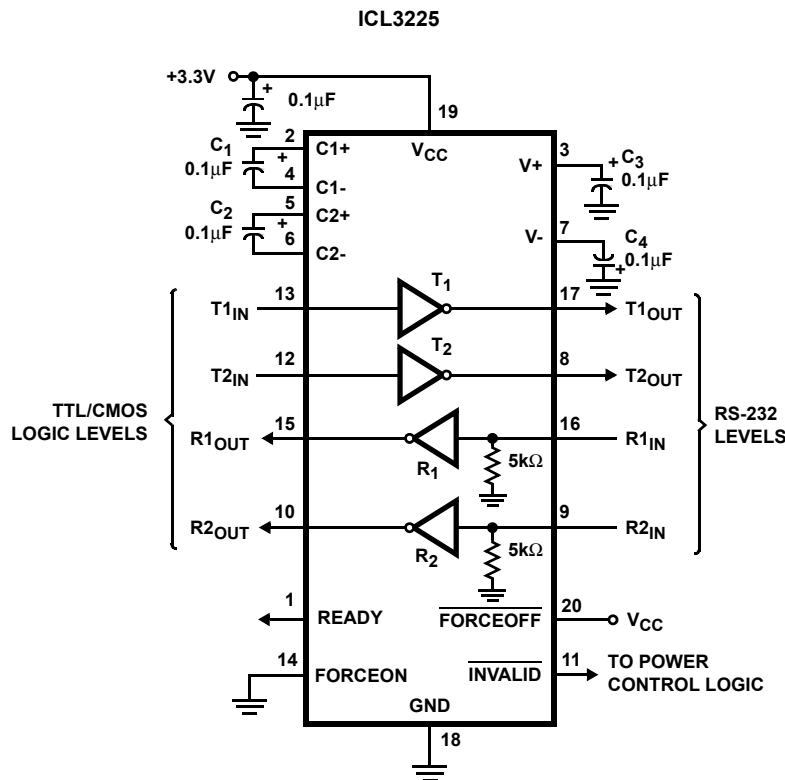 ICL3225
+3.3V
+
0.1μF
19
2
C1+
VCC
3
V+
+
C3
0.1μF
C1
0.1μF
+
4
C1-
5
C2+
C2
0.1μF
+
6
C2-
7
V-
C4
0.1μF
+
T1
T1IN
13
17
T1OUT
T2
T2IN
12
8
T2OUT
TTL/CMOS
LOGIC LEVELS
RS-232
LEVELS
R1OUT
15
16
R1IN
R1
5kΩ
R2OUT
10
9
R2IN
R2
5kΩ
1
READY
FORCEOFF
20
VCC
14
FORCEON
INVALID
11
TO POWER
CONTROL LOGIC
GND
18